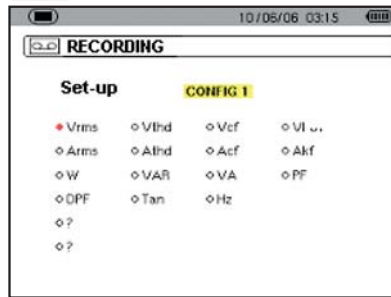 10/06/06 03:15
RECORDING
Set-up CONFIG 1
Vrms Vthd Vcf
Arms Athd Acf Akf
W VAR VA PF
DPF Tan Hz
?
?